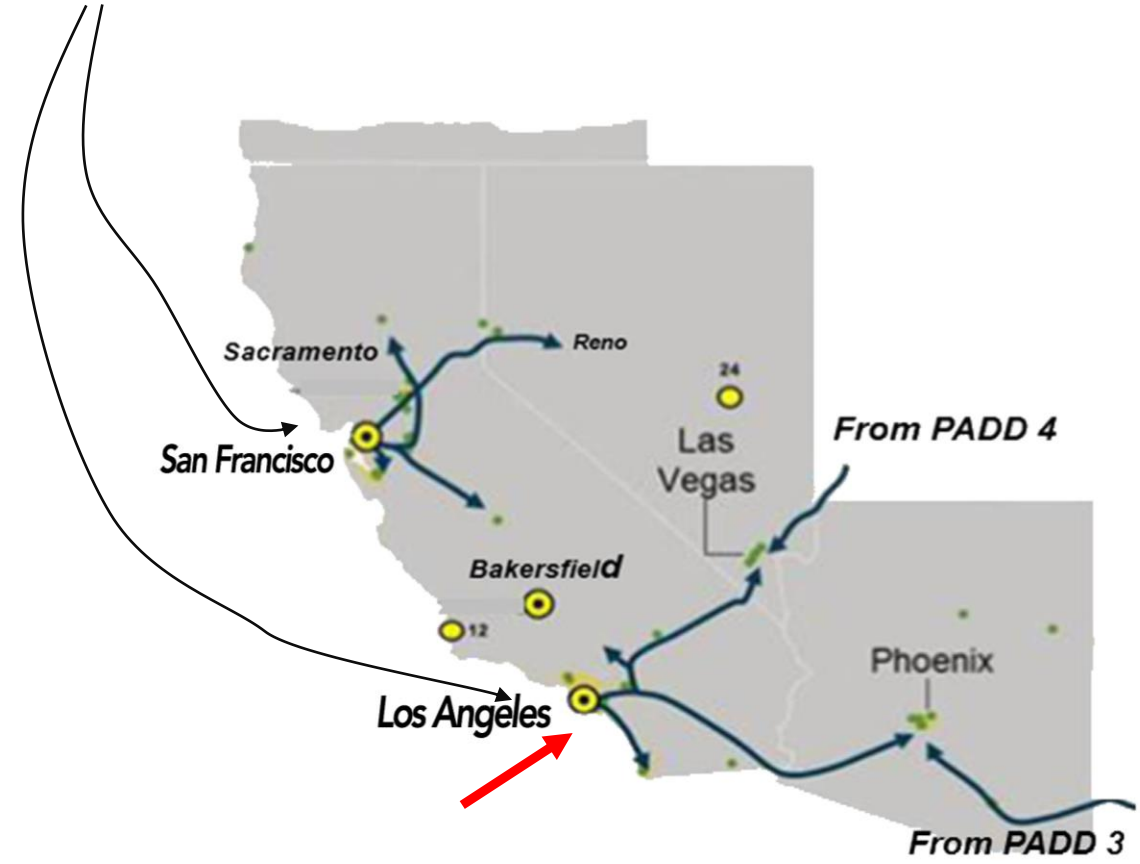 Sacramento
Reno
24
From PADD 4
San Francisco
Las
Vegas
Bakersfield
12
Phoenix
Los Angeles
From PADD 3